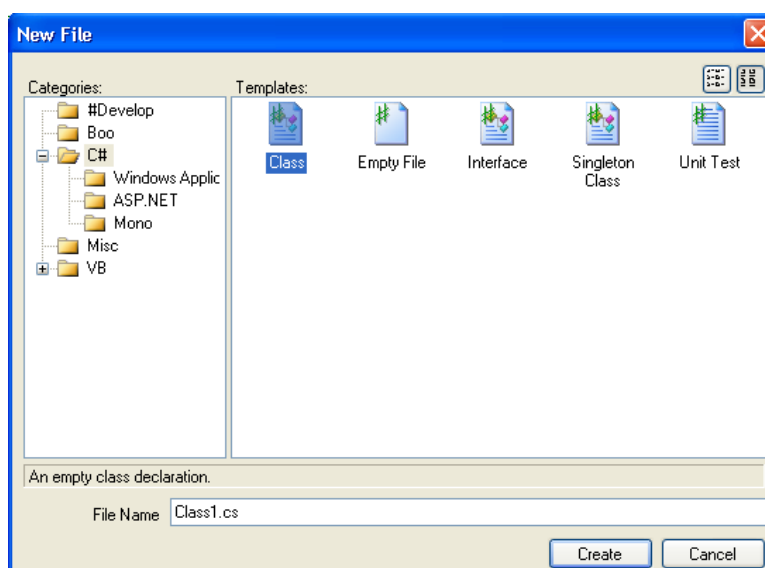 New File
Categories:
#Develop
Boo
C#
Windows Applic
ASP.NET
Mono
Misc
VB
Templates:
Class
Empty File
Interface
Singleton
Class
Unit Test
An empty class declaration.
File Name
Class1.cs
Create
Cancel